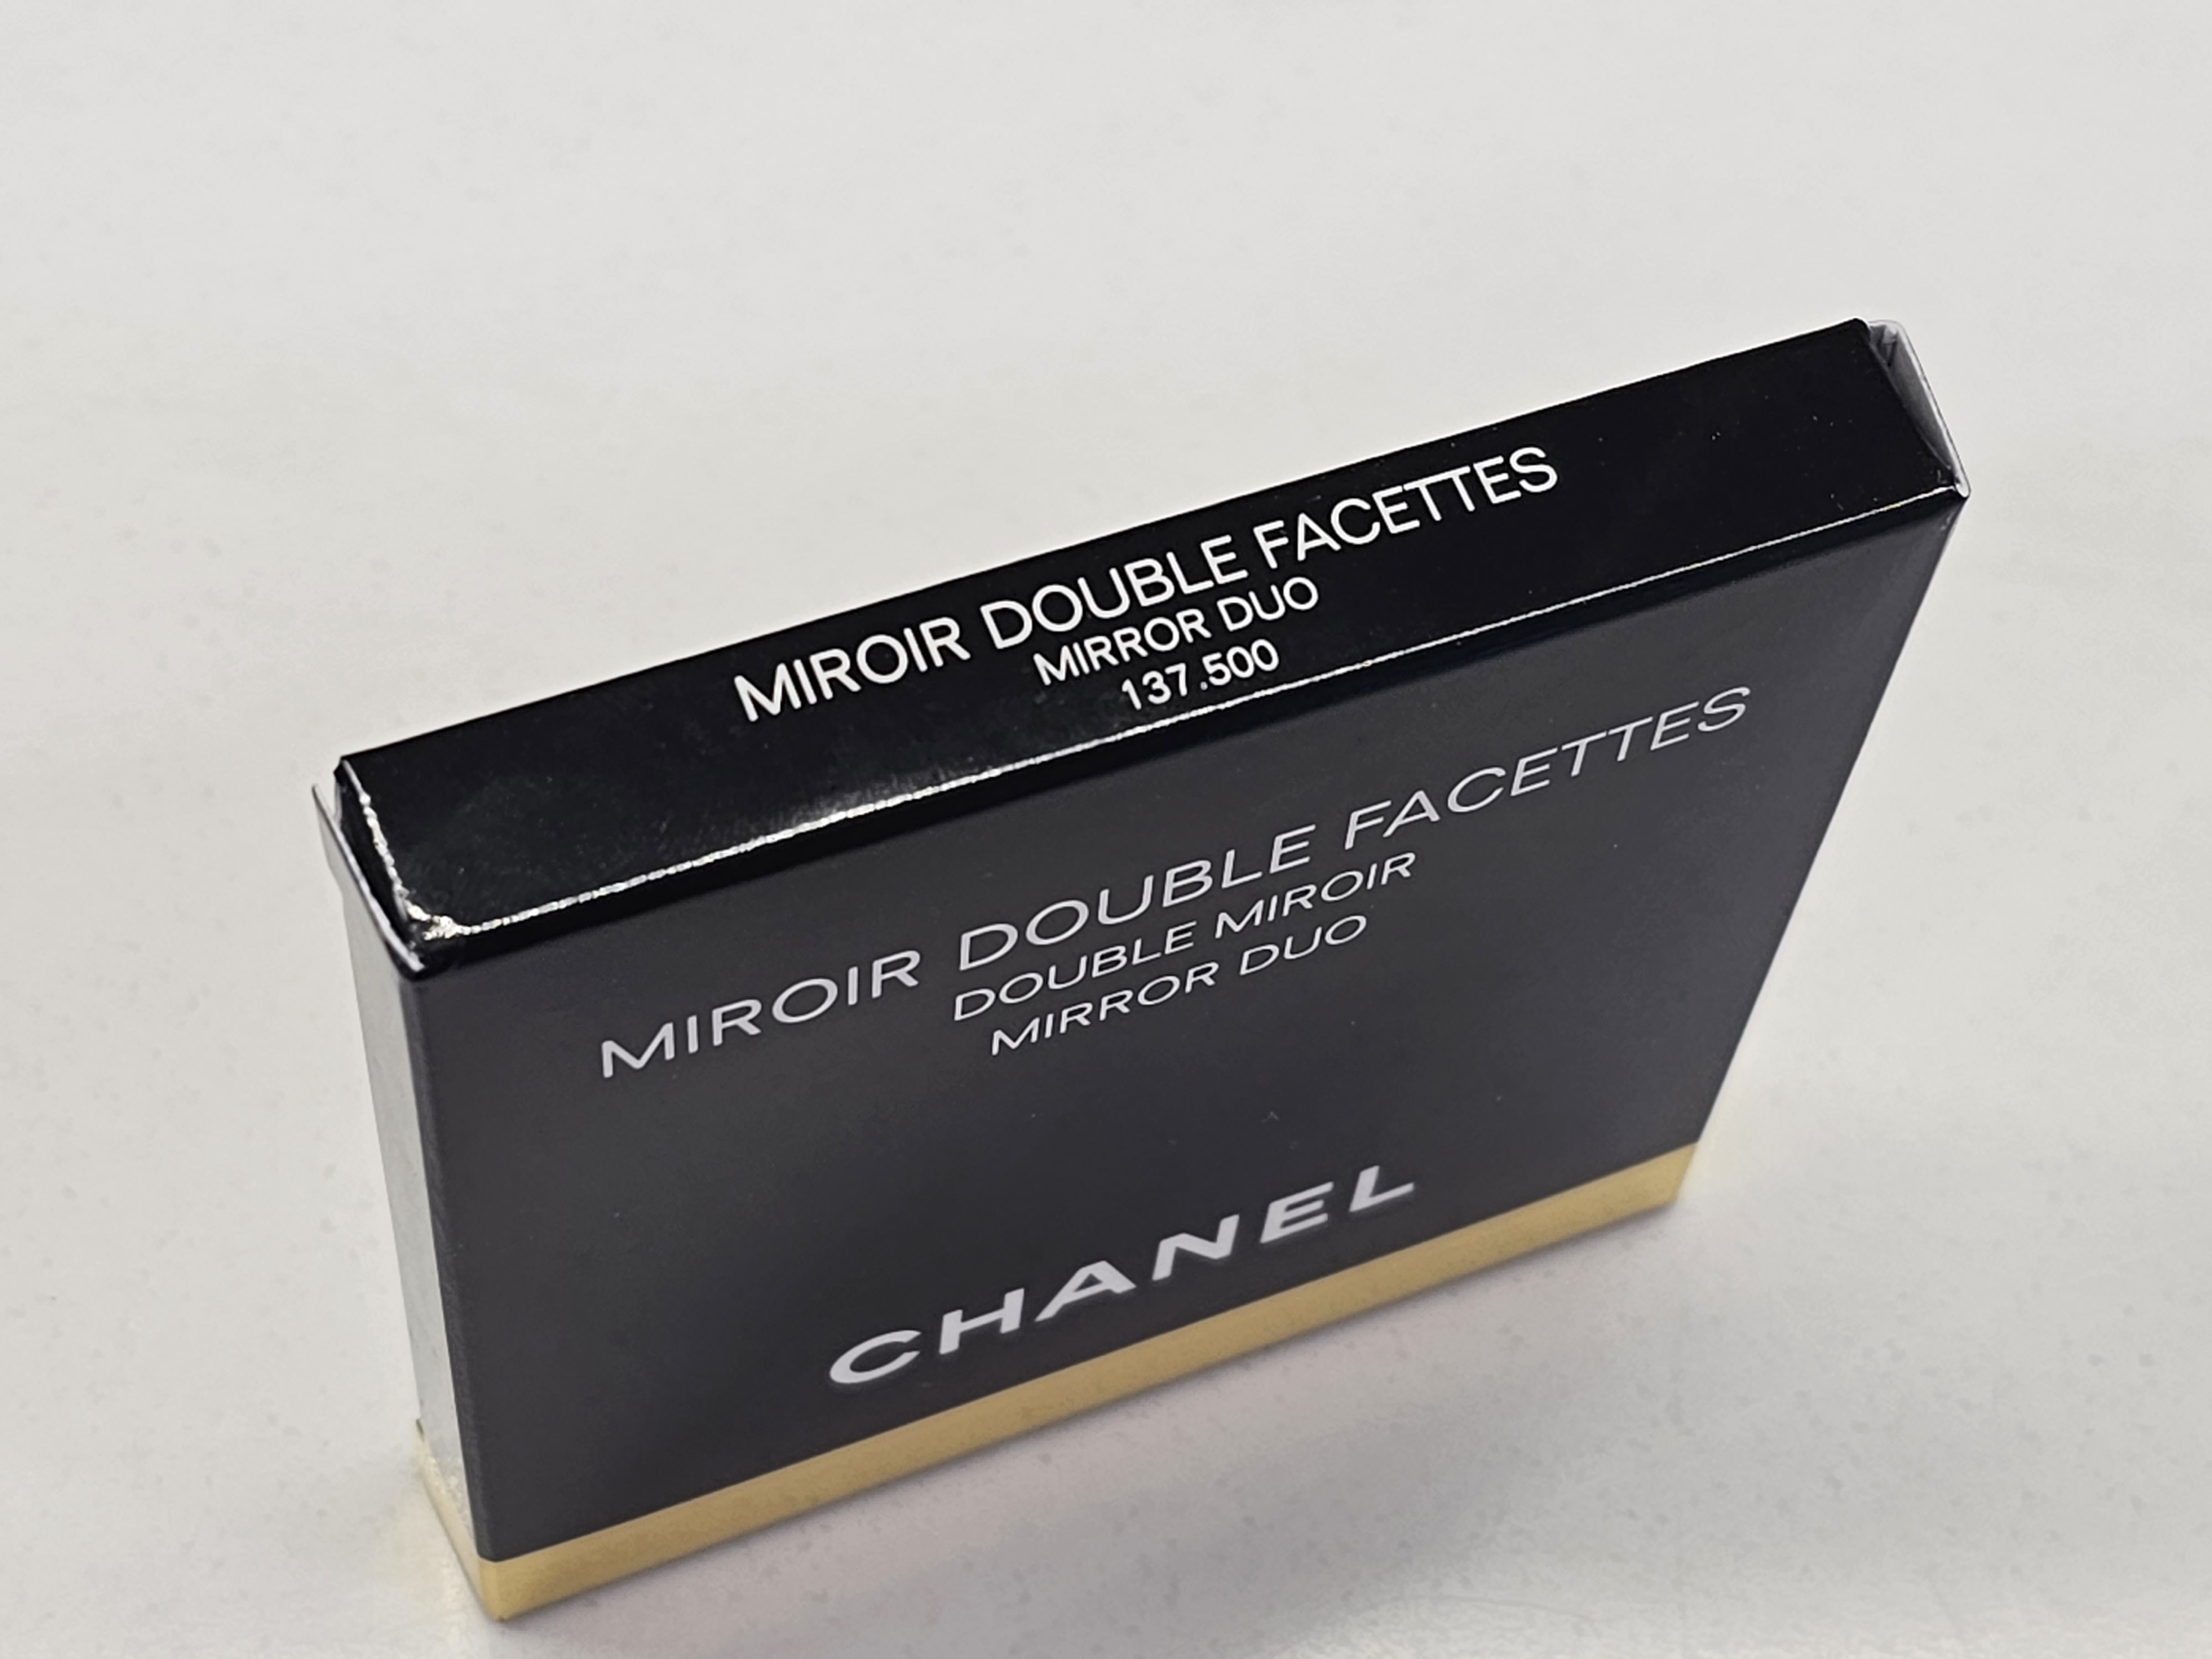 MIROIR DOUBLE FACETTES
MIRROR DUO
137.500
MIROIR DOUBLE FACETTES
DOUBLE MIROIR
MIRROR DUO
CHANEL